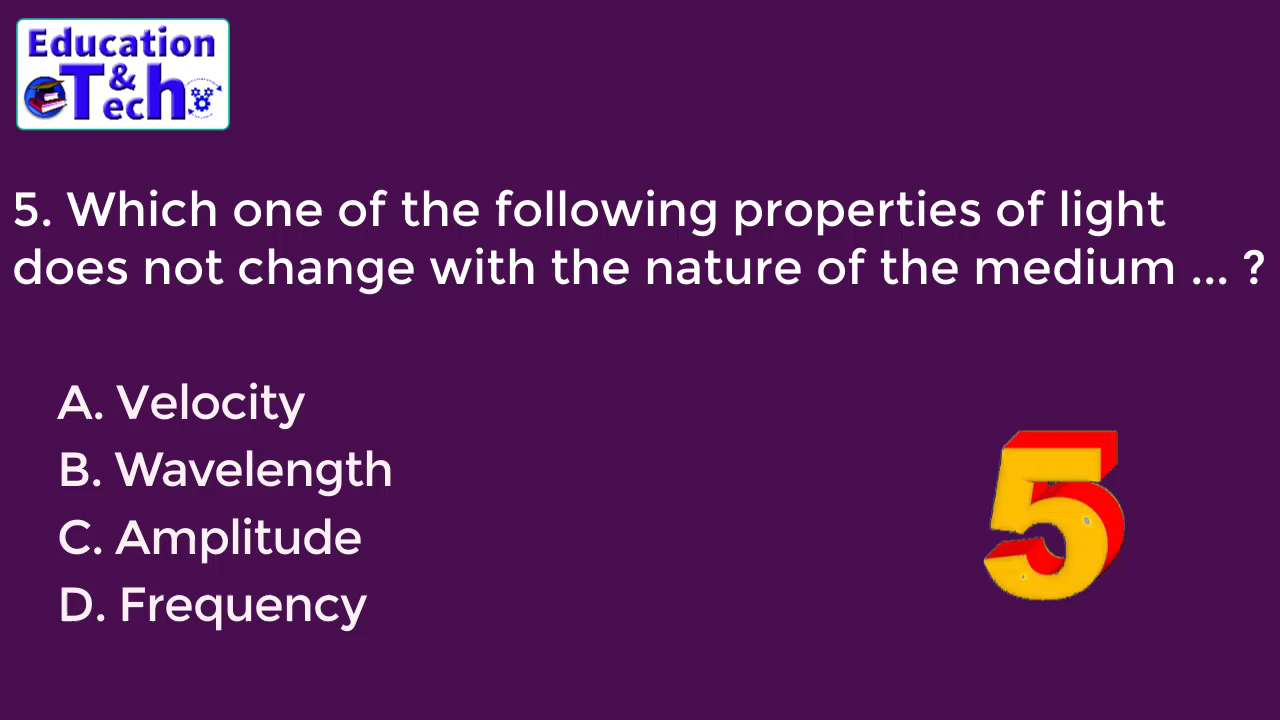 Education
&
Tech
5. Which one of the following properties of light
does not change with the nature of the medium ... ?
A. Velocity
B. Wavelength
C. Amplitude
D. Frequency
5